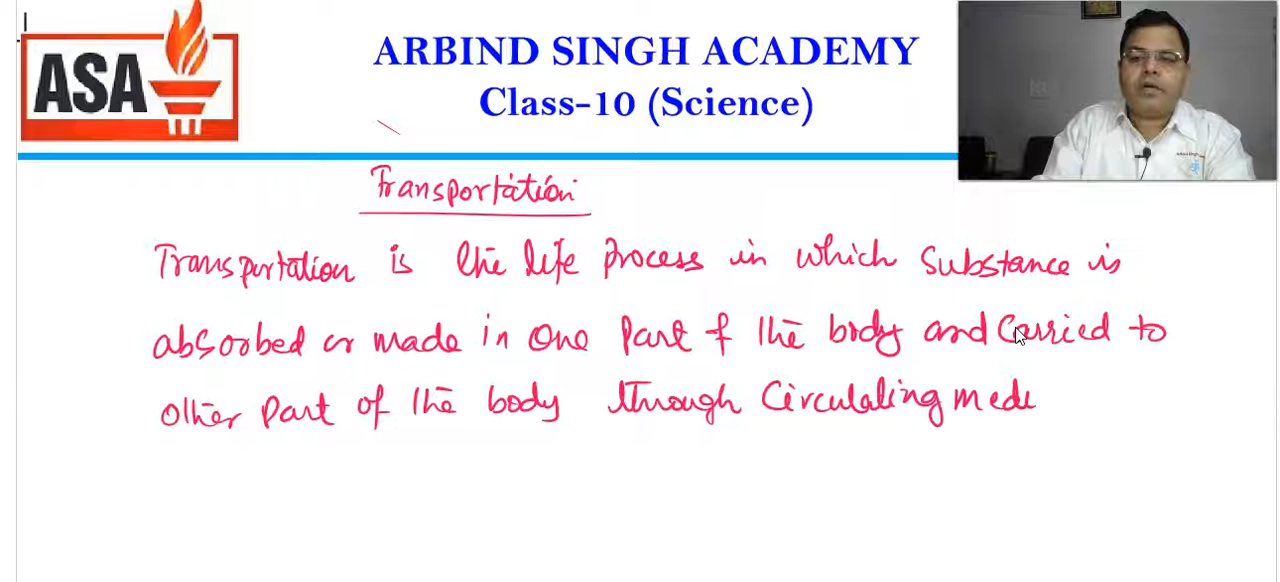 ASA
ARBIND SINGH ACADEMY
Class-10 (Science)
Transportation
Transportation is the life process in which substance is
absorbed or made in one part of the body and carried to
other part of the body through circulating mede